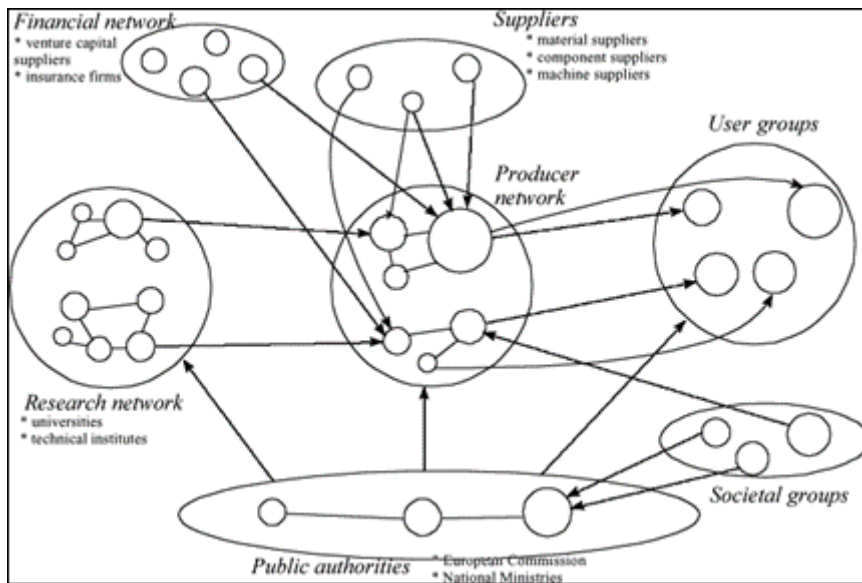 Financial network
* venture capital
suppliers
* insurance firms
Suppliers
* material suppliers
* component suppliers
* machine suppliers
User groups
Producer
network
Research network
* universities
* technical institutes
Societal groups
Public authorities
* European Commission
* National Ministries